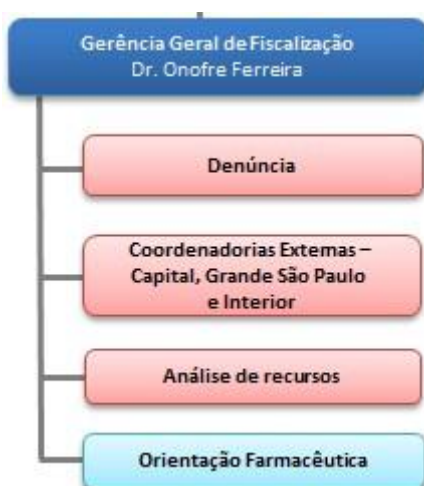 Gerência Geral de Fiscalização
Dr. Onofre Ferreira
Denúncia
Coordenadorias Externas –
Capital, Grande São Paulo
e Interior
Análise de recursos
Orientação Farmacêutica